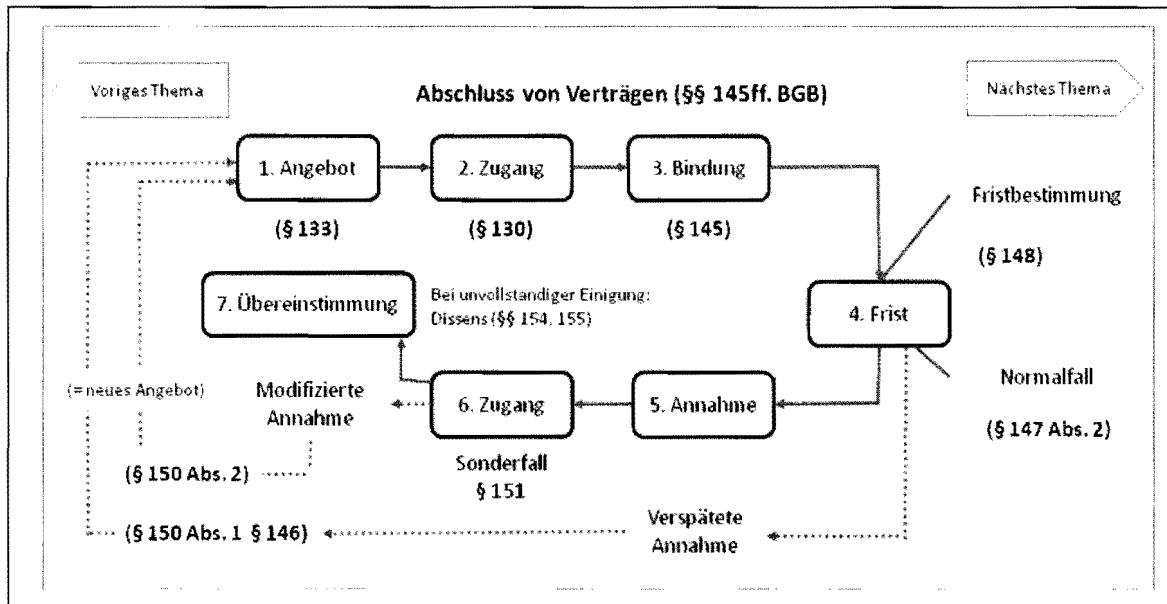 Voriges Thema
Abschluss von Verträgen (§§ 145ff. BGB)
Nächstes Thema
1. Angebot
2. Zugang
3. Bindung
(§ 133)
(§ 130)
(§ 145)
Fristbestimmung
(§ 148)
7. Übereinstimmung
Bei unvollstandiger Einigung:
Dissens (§§ 154, 155)
4. Frist
(= neues Angebot)
Modifizierte
Annahme
6. Zugang
5. Annahme
Normalfall
(§ 147 Abs. 2)
(§ 150 Abs. 2)
Sonderfall
§ 151
(§ 150 Abs. 1 § 146)
Verspätete
Annahme